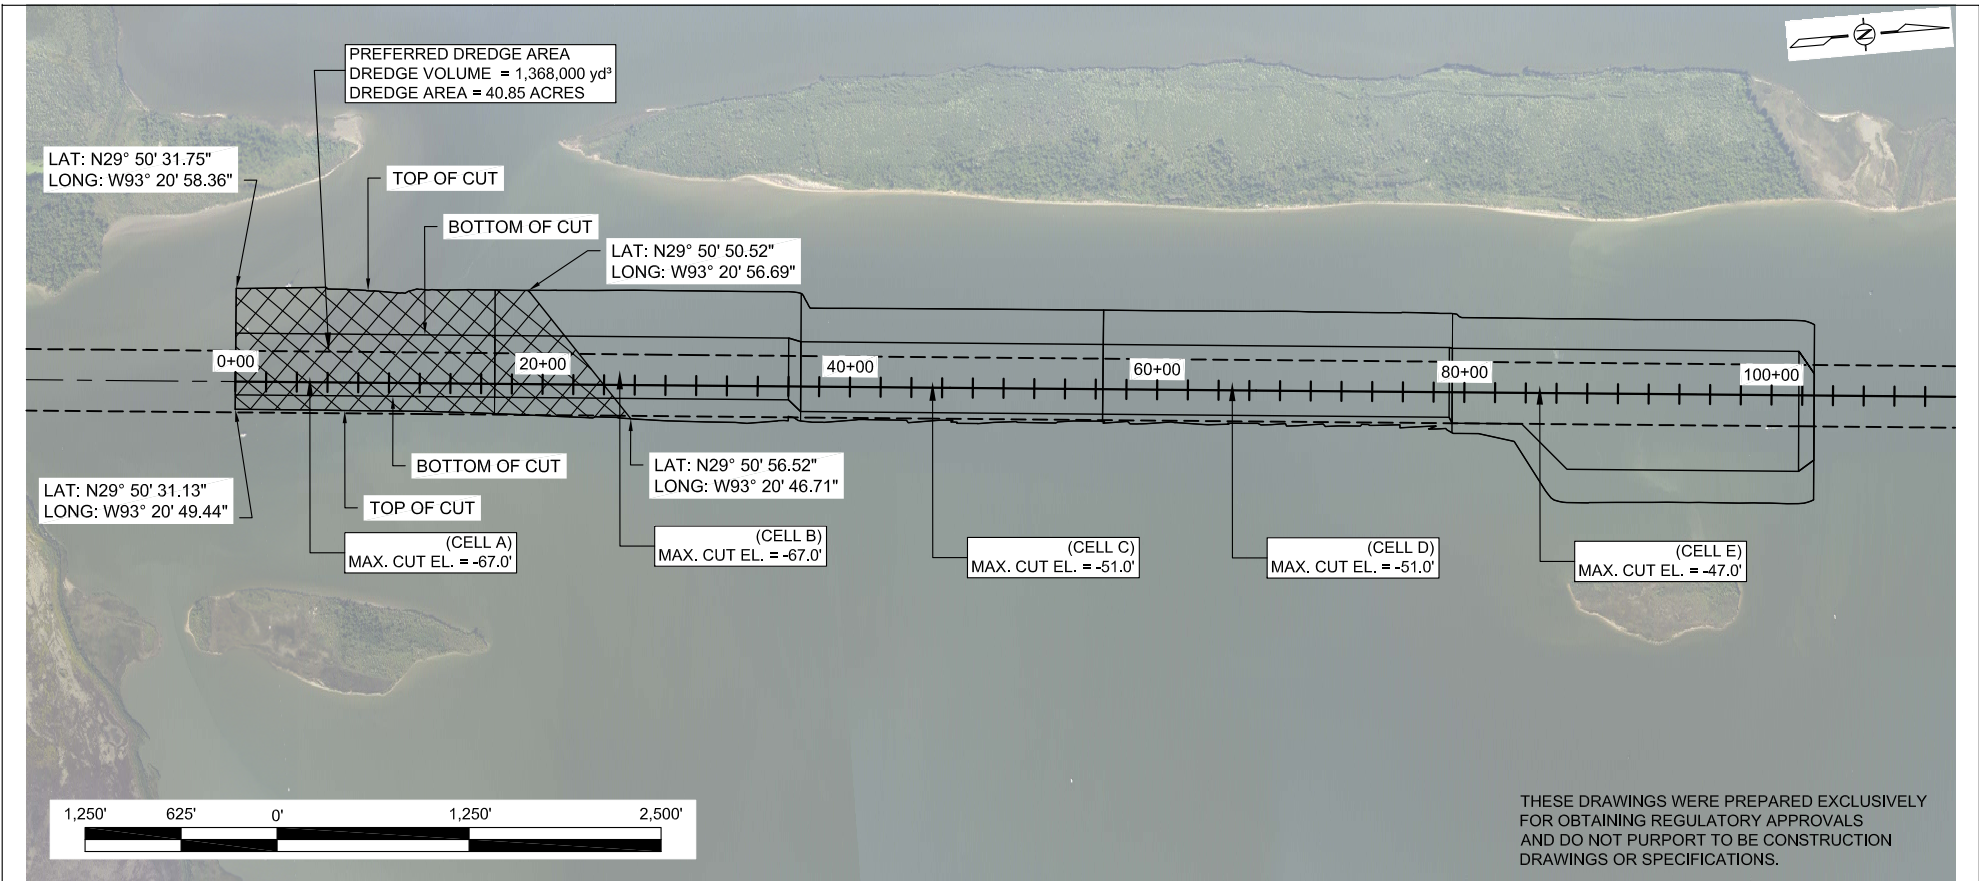 PREFERRED DREDGE AREA
DREDGE VOLUME = 1,368,000 yd³
DREDGE AREA = 40.85 ACRES
N
LAT: N29° 50' 31.75"
LONG: W93° 20' 58.36"
TOP OF CUT
BOTTOM OF CUT
LAT: N29° 50' 50.52"
LONG: W93° 20' 56.69"
0+00
20+00
40+00
60+00
80+00
100+00
BOTTOM OF CUT
LAT: N29° 50' 56.52"
LONG: W93° 20' 46.71"
LAT: N29° 50' 31.13"
LONG: W93° 20' 49.44"
TOP OF CUT
(CELL A)
MAX. CUT EL. = -67.0'
(CELL B)
MAX. CUT EL. = -67.0'
(CELL C)
MAX. CUT EL. = -51.0'
(CELL D)
MAX. CUT EL. = -51.0'
(CELL E)
MAX. CUT EL. = -47.0'
1,250' 625' 0' 1,250' 2,500'
THESE DRAWINGS WERE PREPARED EXCLUSIVELY
FOR OBTAINING REGULATORY APPROVALS
AND DO NOT PURPORT TO BE CONSTRUCTION
DRAWINGS OR SPECIFICATIONS.